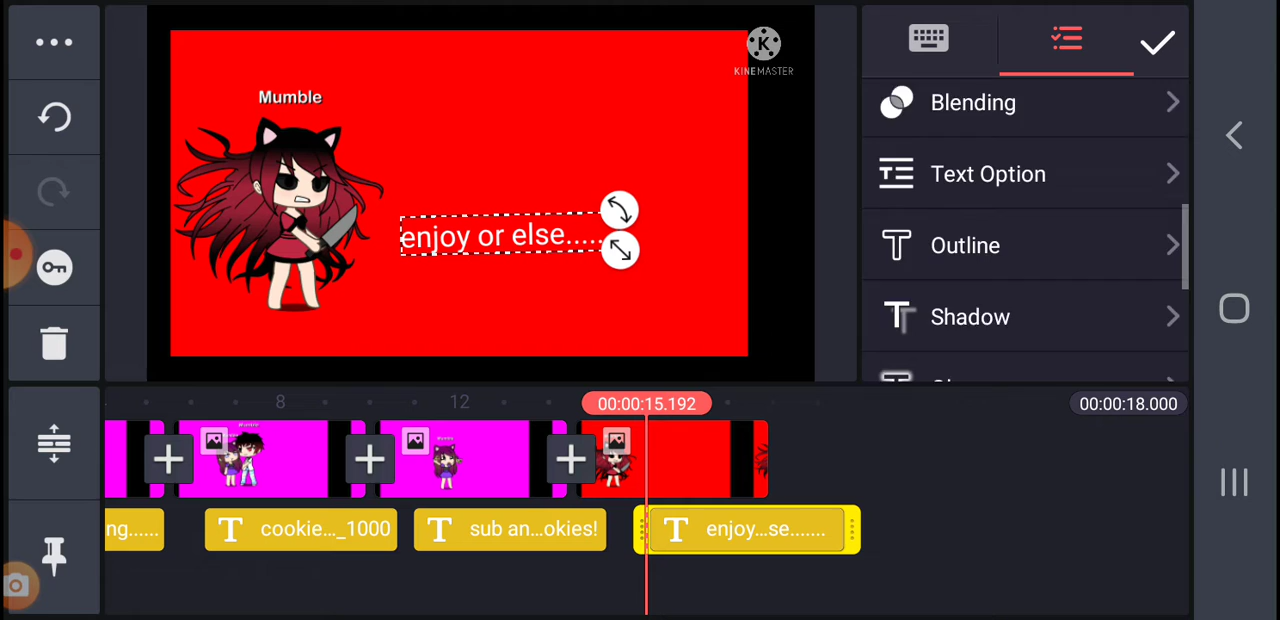 KINEMASTER
Mumble
enjoy or else.....
Blending
Text Option
Outline
Shadow
8
12
00:00:15.192
00:00:18.000
ng......
T cookie..._1000
T sub an...okies!
T enjoy...se.......